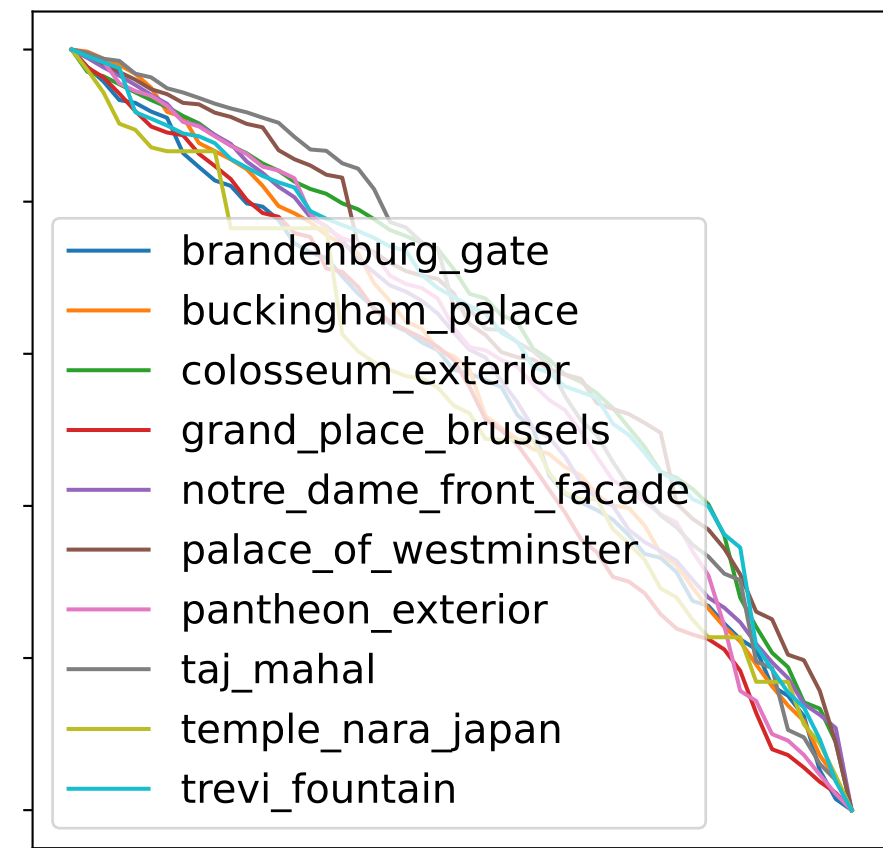 brandenburg_gate
buckingham_palace
colosseum_exterior
grand_place_brussels
notre_dame_front_facade
palace_of_westminster
pantheon_exterior
taj_mahal
temple_nara_japan
trevi_fountain